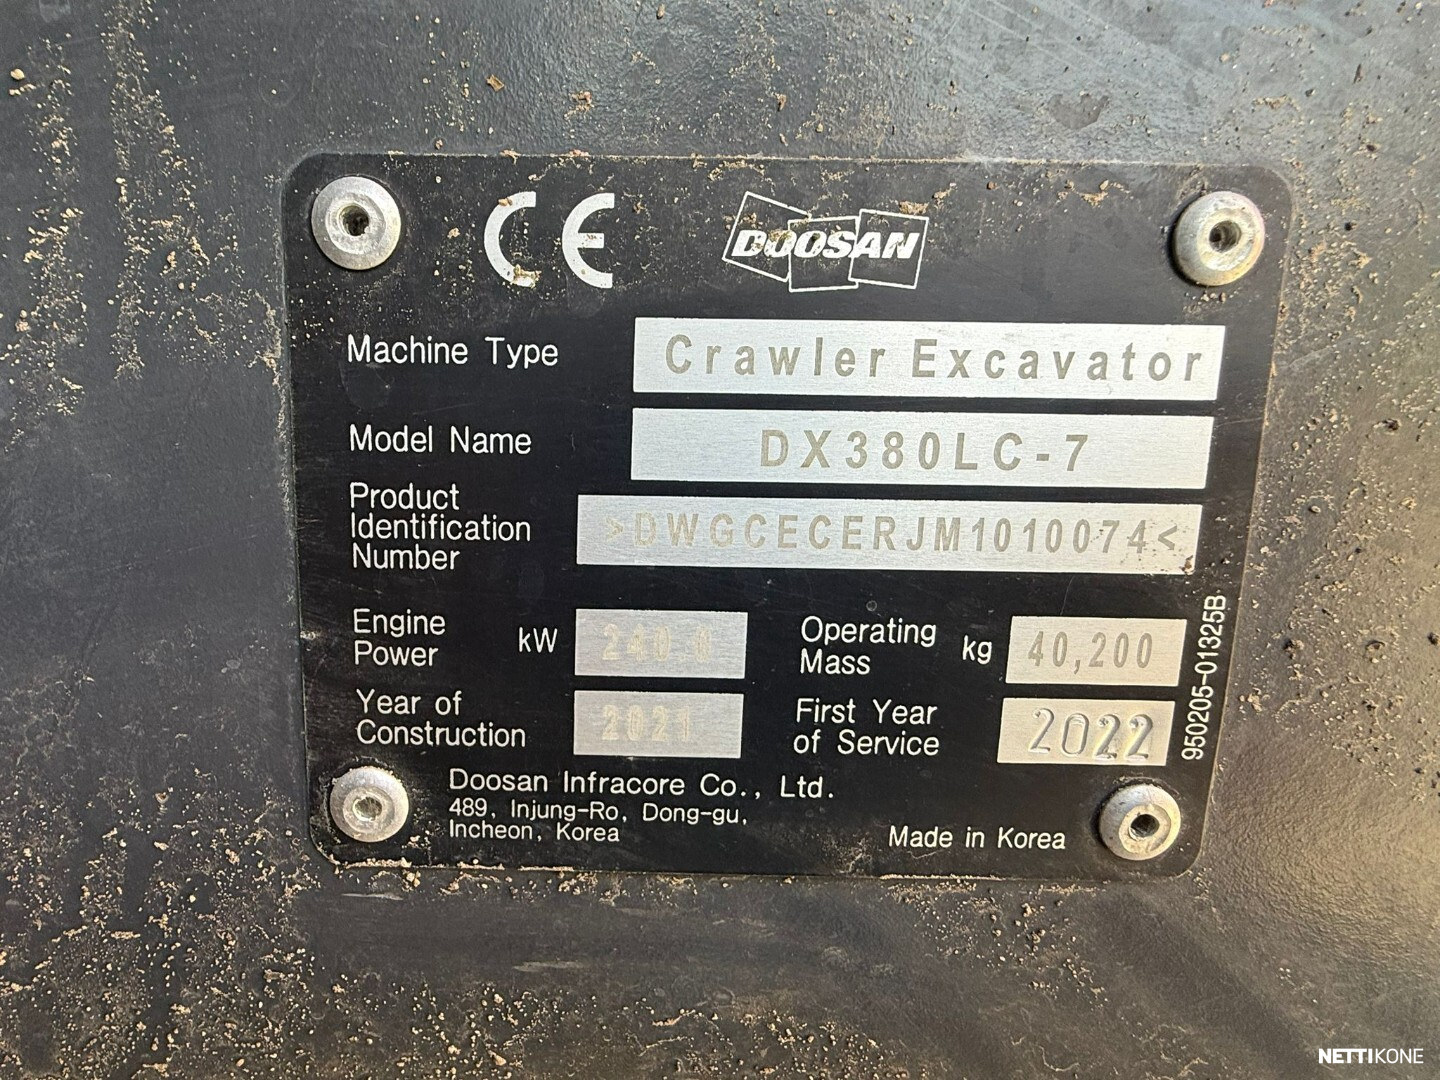 CE DOOSAN
Machine Type Crawler Excavator
Model Name DX380LC-7
Product
Identification
Number >DWGCECERJM1010074<
Engine
Power kW 240.0
Operating
Mass kg 40,200
Year of
Construction 2021
First Year
of Service 2022
950205-01325B
Doosan Infracore Co., Ltd.
489, Injung-Ro, Dong-gu,
Incheon, Korea
Made in Korea
NETTIKONE